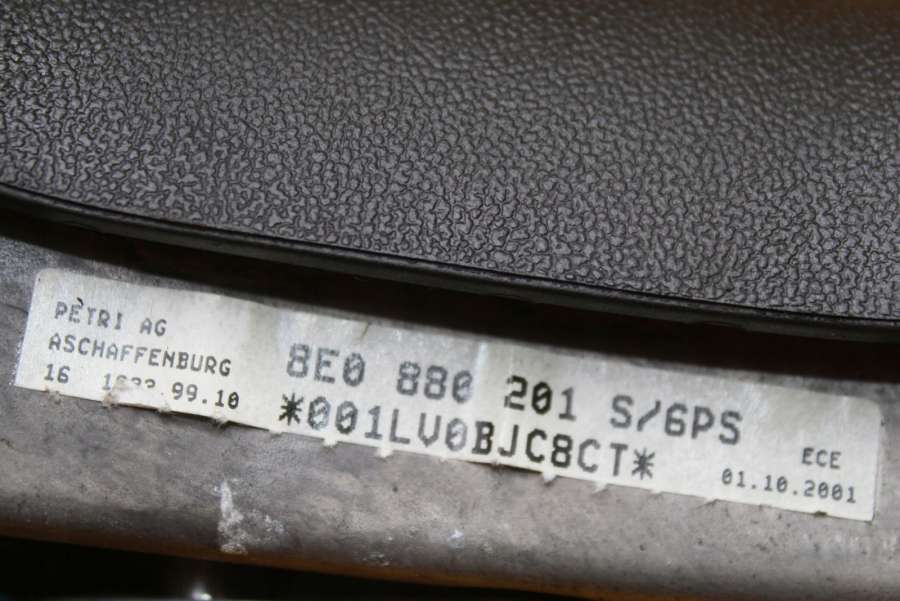 PETRI AG
ASCHAFFENBURG
16 99.10
8E0 880 201 S/6PS
*001LV0BJC8CT*
ECE
01.10.2001